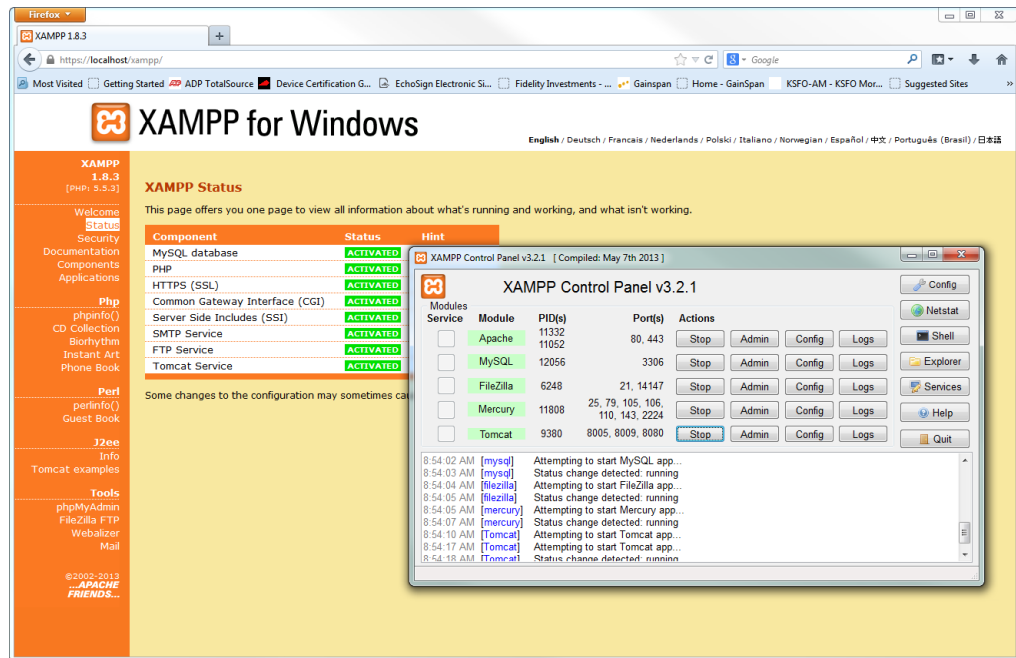 Firefox
XAMPP 1.8.3
https://localhost/xampp/
Google
Most Visited Getting Started ADP TotalSource Device Certification G... EchoSign Electronic Si... Fidelity Investments - ... Gainspan Home - GainSpan KSFO-AM - KSFO Mor... Suggested Sites »
XAMPP for Windows
English / Deutsch / Francais / Nederlands / Polski / Italiano / Norwegian / Español / 中文 / Português (Brasil) / 日本語
XAMPP
1.8.3
[PHP: 5.5.3]
Welcome
Status
Security
Documentation
Components
Applications
Php
phpinfo()
CD Collection
Biorhythm
Instant Art
Phone Book
Perl
perlinfo()
Guest Book
J2ee
Info
Tomcat examples
Tools
phpMyAdmin
FileZilla FTP
Webalizer
Mail
©2002-2013
...APACHE
FRIENDS...
XAMPP Status
This page offers you one page to view all information about what's running and working, and what isn't working.
Component Status Hint
MySQL database ACTIVATED
PHP ACTIVATED
HTTPS (SSL) ACTIVATED
Common Gateway Interface (CGI) ACTIVATED
Server Side Includes (SSI) ACTIVATED
SMTP Service ACTIVATED
FTP Service ACTIVATED
Tomcat Service ACTIVATED
Some changes to the configuration may sometimes
XAMPP Control Panel v3.2.1 [ Compiled: May 7th 2013 ]
XAMPP Control Panel v3.2.1
Modules
Service Module PID(s) Port(s) Actions
Apache 11332 11052 80, 443 Stop Admin Config Logs
MySQL 12056 3306 Stop Admin Config Logs
FileZilla 6248 21, 14147 Stop Admin Config Logs
Mercury 11808 25, 79, 105, 106, 110, 143, 2224 Stop Admin Config Logs
Tomcat 9380 8005, 8009, 8080 Stop Admin Config Logs
Config
Netstat
Shell
Explorer
Services
Help
Quit
8:54:02 AM [mysql] Attempting to start MySQL app...
8:54:03 AM [mysql] Status change detected: running
8:54:04 AM [filezilla] Attempting to start FileZilla app...
8:54:05 AM [filezilla] Status change detected: running
8:54:05 AM [mercury] Attempting to start Mercury app...
8:54:07 AM [mercury] Status change detected: running
8:54:10 AM [Tomcat] Attempting to start Tomcat app...
8:54:17 AM [Tomcat] Attempting to start Tomcat app...
8:54:18 AM [Tomcat] Status change detected: running